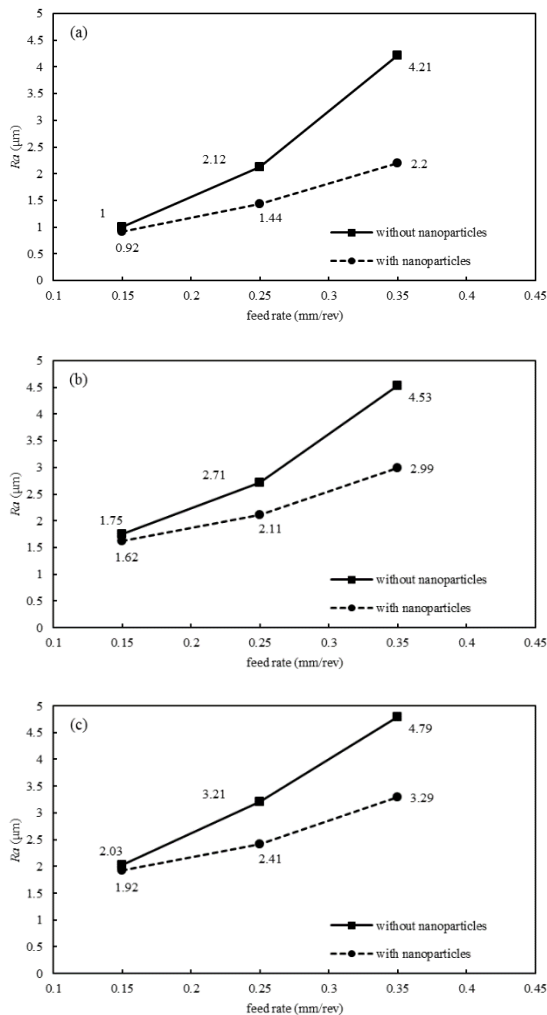 (a)
5
4.5
4
3.5
3
2.5
2
1.5
1
0.5
0
Ra (µm)
4.21
2.12
2.2
1
1.44
0.92
without nanoparticles
with nanoparticles
0.1 0.15 0.2 0.25 0.3 0.35 0.4 0.45
feed rate (mm/rev)
(b)
5
4.5
4
3.5
3
2.5
2
1.5
1
0.5
0
Ra (µm)
4.53
2.71
2.99
1.75
2.11
1.62
without nanoparticles
with nanoparticles
0.1 0.15 0.2 0.25 0.3 0.35 0.4 0.45
feed rate (mm/rev)
(c)
5
4.5
4
3.5
3
2.5
2
1.5
1
0.5
0
Ra (µm)
4.79
3.21
3.29
2.03
2.41
1.92
without nanoparticles
with nanoparticles
0.1 0.15 0.2 0.25 0.3 0.35 0.4 0.45
feed rate (mm/rev)